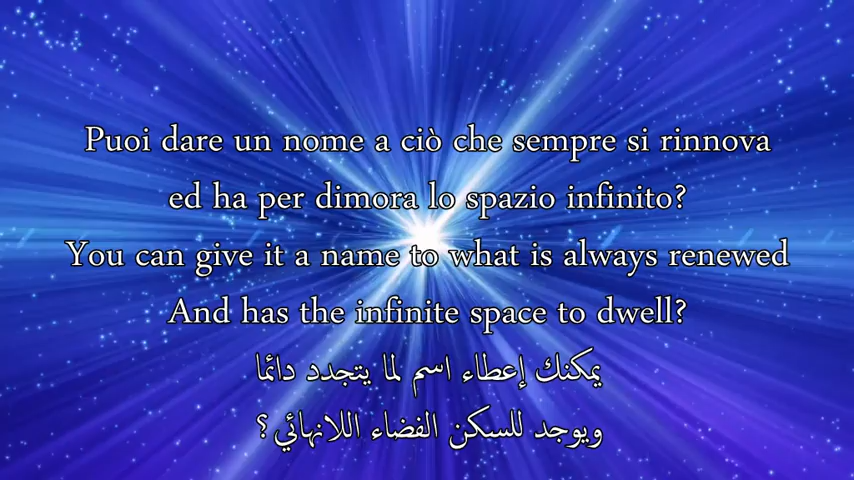 Puoi dare un nome a ciò che sempre si rinnova
ed ha per dimora lo spazio infinito?
You can give it a name to what is always renewed
And has the infinite space to dwell?
يمكنك إعطاء اسم لما يتجدد دائما
ويوجد للسكن الفضاء اللانهائي؟